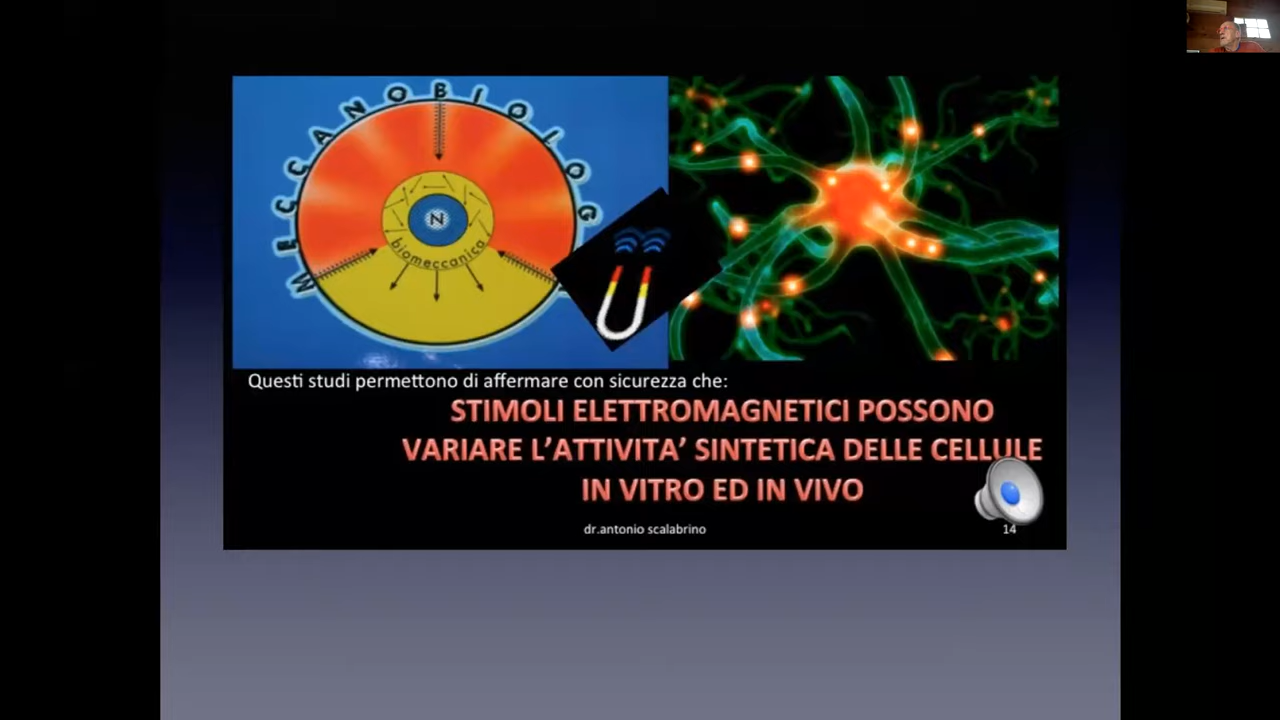 MECCANOBIOLOG
N
biomeccanica
Questi studi permettono di affermare con sicurezza che:
STIMOLI ELETTROMAGNETICI POSSONO
VARIARE L'ATTIVITA' SINTETICA DELLE CELLULE
IN VITRO ED IN VIVO
dr.antonio scalabrino
14